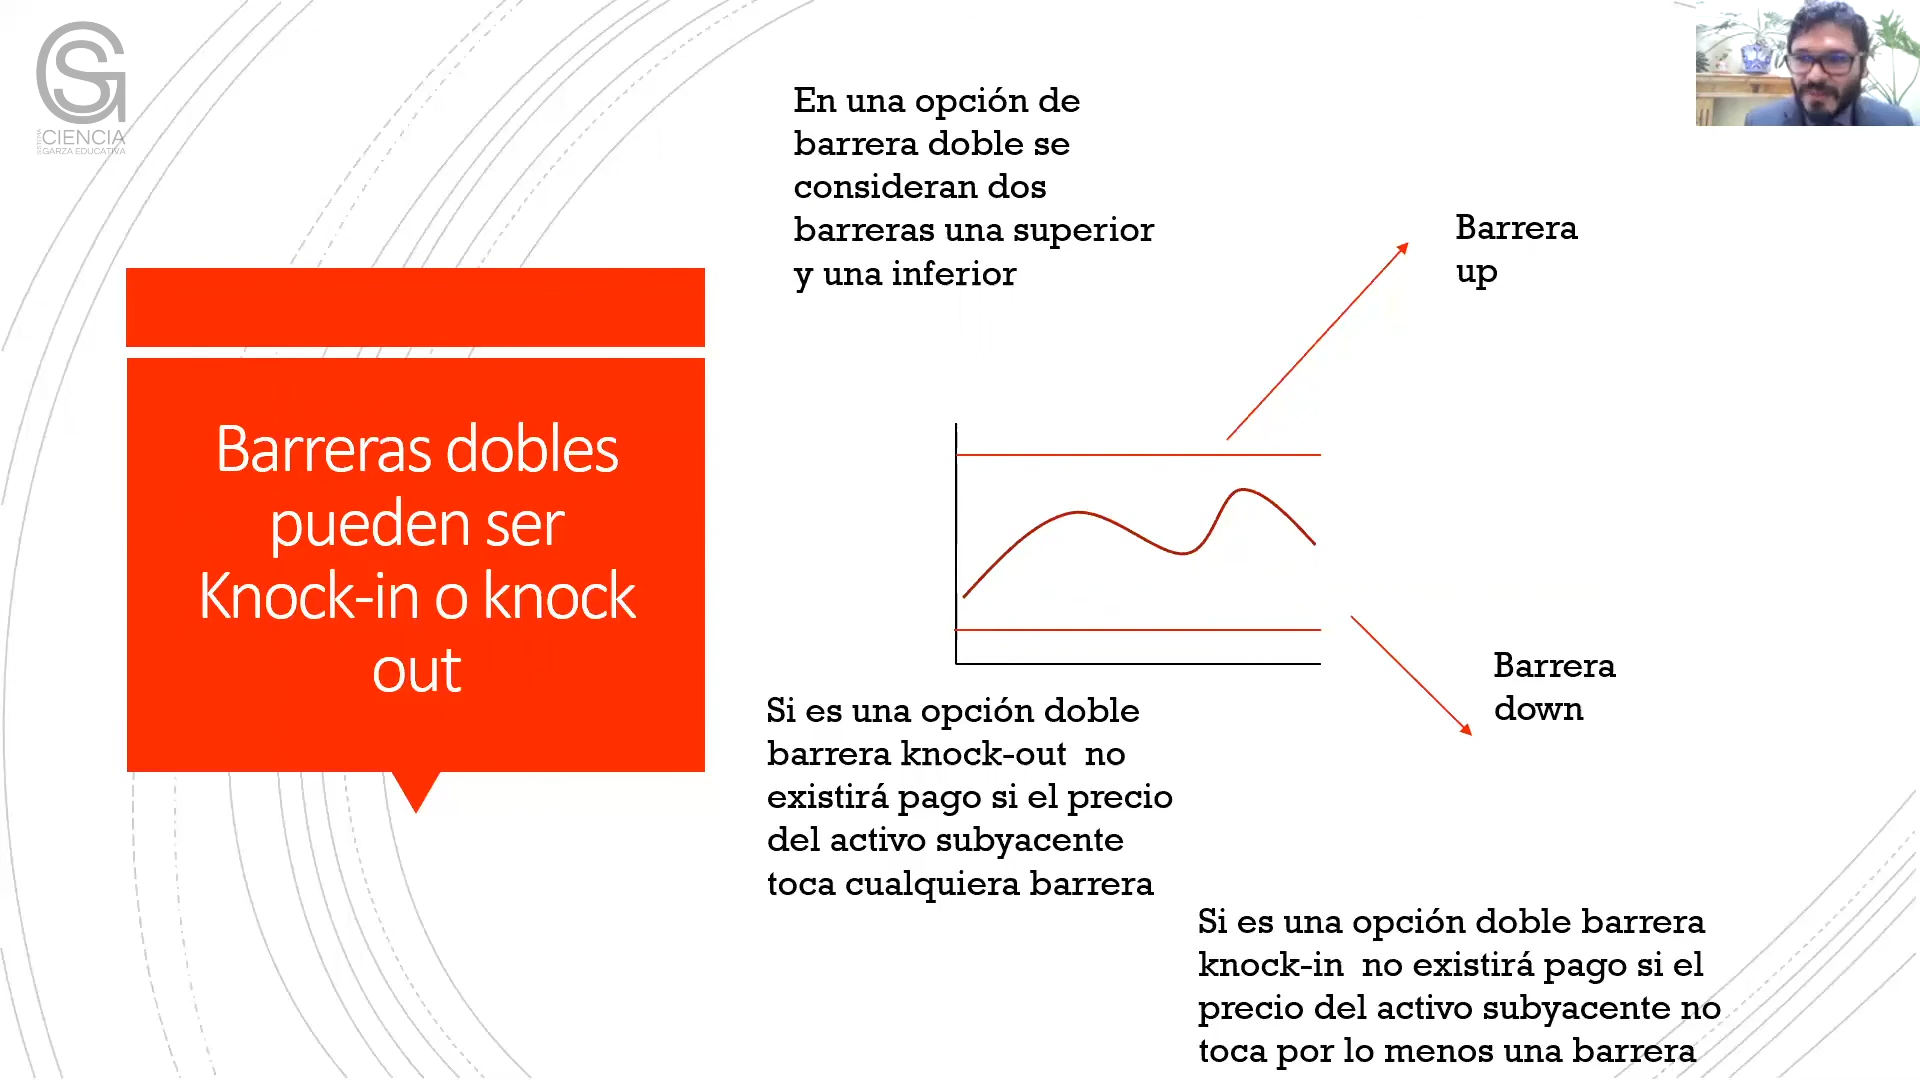 CIENCIA
GARZA EDUCATIVA
Barreras dobles
pueden ser
Knock-in o knock
out
En una opción de
barrera doble se
consideran dos
barreras una superior
y una inferior
Barrera
up
Barrera
down
Si es una opción doble
barrera knock-out no
existirá pago si el precio
del activo subyacente
toca cualquiera barrera
Si es una opción doble barrera
knock-in no existirá pago si el
precio del activo subyacente no
toca por lo menos una barrera